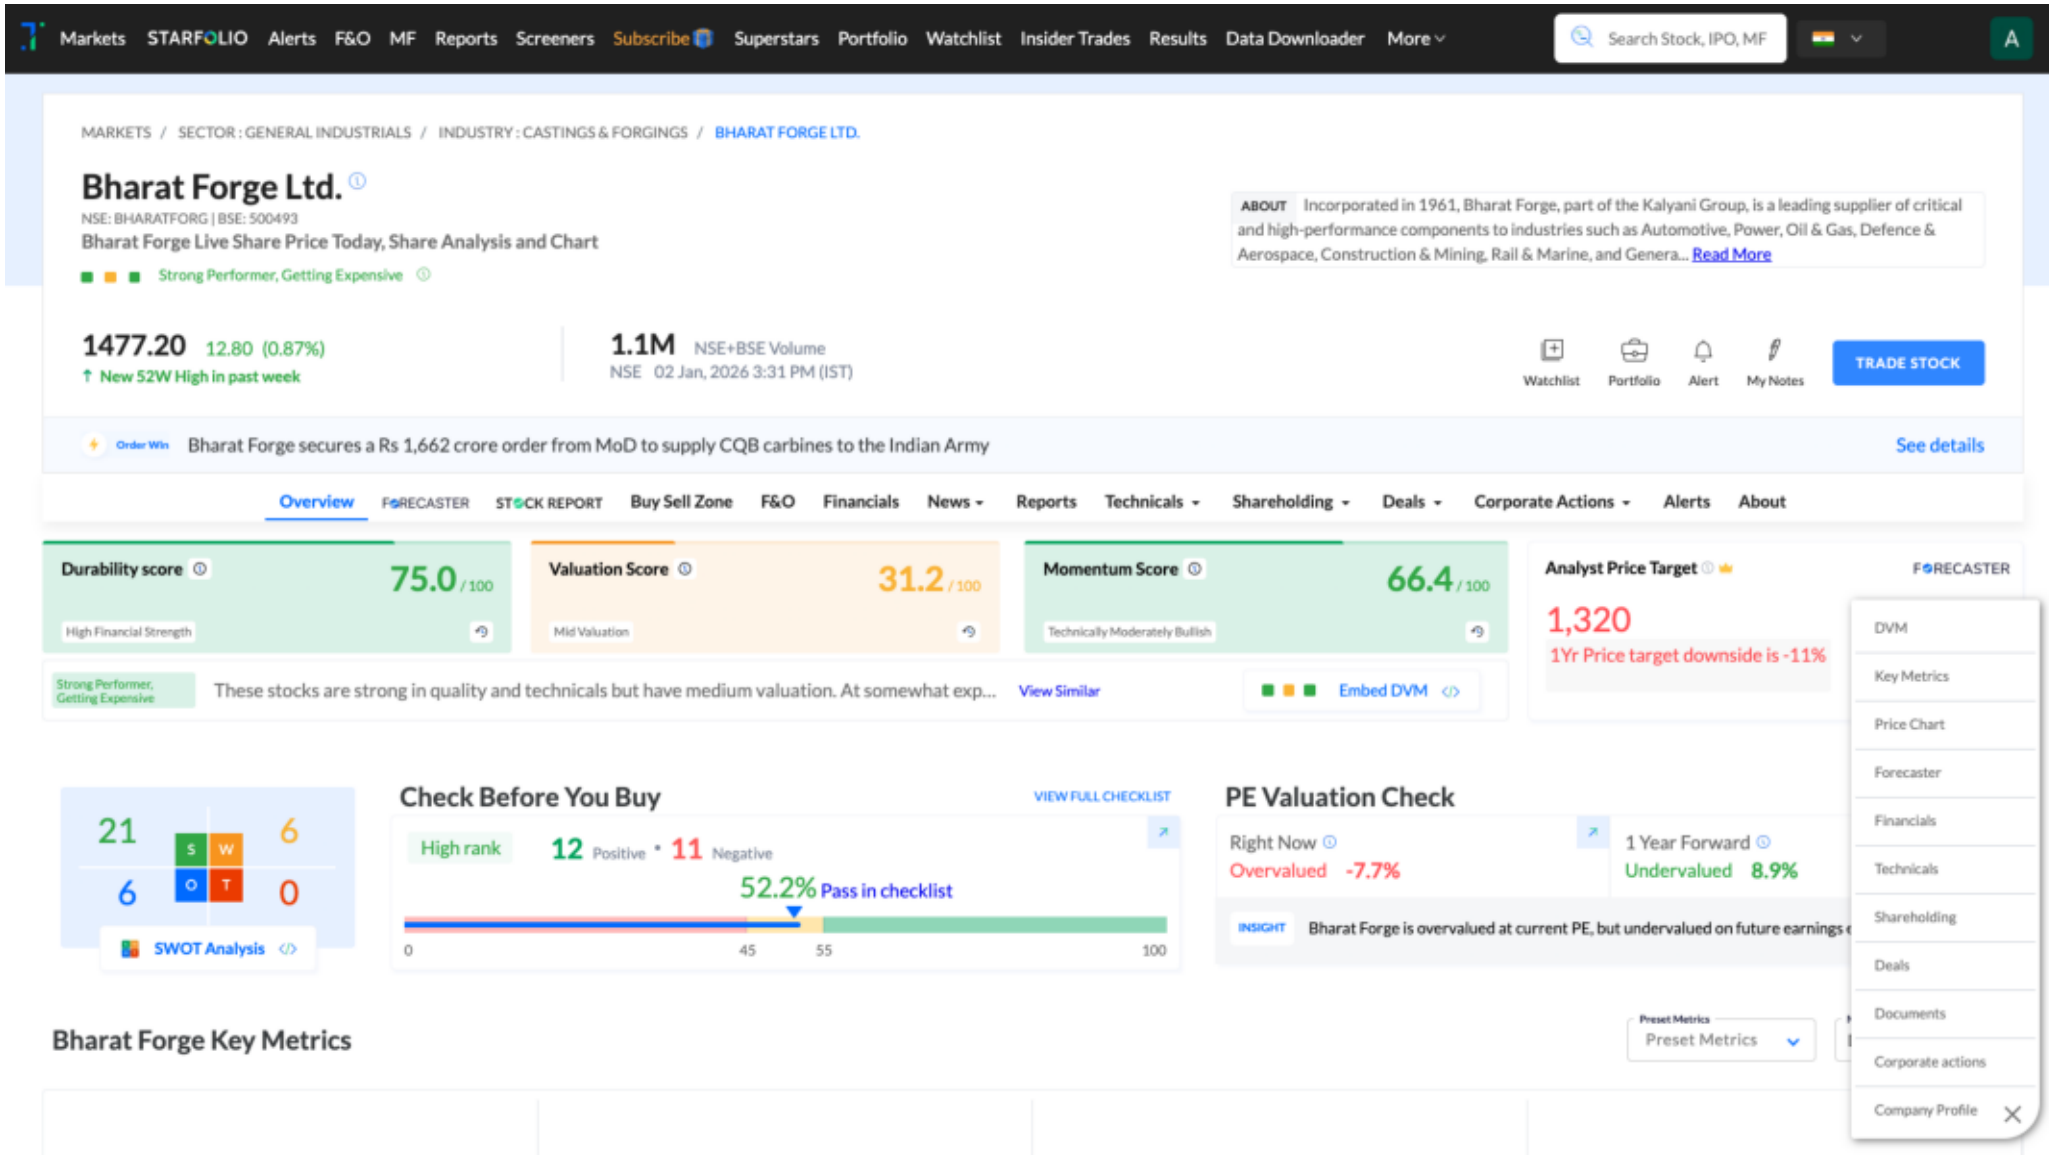 Markets STARFOLIO Alerts F&O MF Reports Screeners Subscribe Superstars Portfolio Watchlist Insider Trades Results Data Downloader More Search Stock, IPO, MF A
MARKETS / SECTOR : GENERAL INDUSTRIALS / INDUSTRY : CASTINGS & FORGINGS / BHARAT FORGE LTD.
Bharat Forge Ltd.
NSE: BHARATFORG | BSE: 500493
Bharat Forge Live Share Price Today, Share Analysis and Chart
Strong Performer, Getting Expensive
ABOUT Incorporated in 1961, Bharat Forge, part of the Kalyani Group, is a leading supplier of critical
and high-performance components to industries such as Automotive, Power, Oil & Gas, Defence &
Aerospace, Construction & Mining, Rail & Marine, and Genera... Read More
1477.20 12.80 (0.87%)
↑ New 52W High in past week
1.1M NSE+BSE Volume
NSE 02 Jan, 2026 3:31 PM (IST)
Watchlist Portfolio Alert My Notes TRADE STOCK
Order Win Bharat Forge secures a Rs 1,662 crore order from MoD to supply CQB carbines to the Indian Army See details
Overview FORECASTER STOCK REPORT Buy Sell Zone F&O Financials News Reports Technicals Shareholding Deals Corporate Actions Alerts About
Durability score 75.0 / 100
High Financial Strength
Valuation Score 31.2 / 100
Mid Valuation
Momentum Score 66.4 / 100
Technically Moderately Bullish
Analyst Price Target FORECASTER
1,320
1Yr Price target downside is -11%
Strong Performer,
Getting Expensive
These stocks are strong in quality and technicals but have medium valuation. At somewhat exp... View Similar
Embed DVM </>
21 S W 6
6 O T 0
SWOT Analysis </>
Check Before You Buy VIEW FULL CHECKLIST
High rank 12 Positive • 11 Negative
52.2% Pass in checklist
0 45 55 100
PE Valuation Check
Right Now
Overvalued -7.7%
1 Year Forward
Undervalued 8.9%
INSIGHT Bharat Forge is overvalued at current PE, but undervalued on future earnings
Bharat Forge Key Metrics
Preset Metrics
Preset Metrics
DVM
Key Metrics
Price Chart
Forecaster
Financials
Technicals
Shareholding
Deals
Documents
Corporate actions
Company Profile